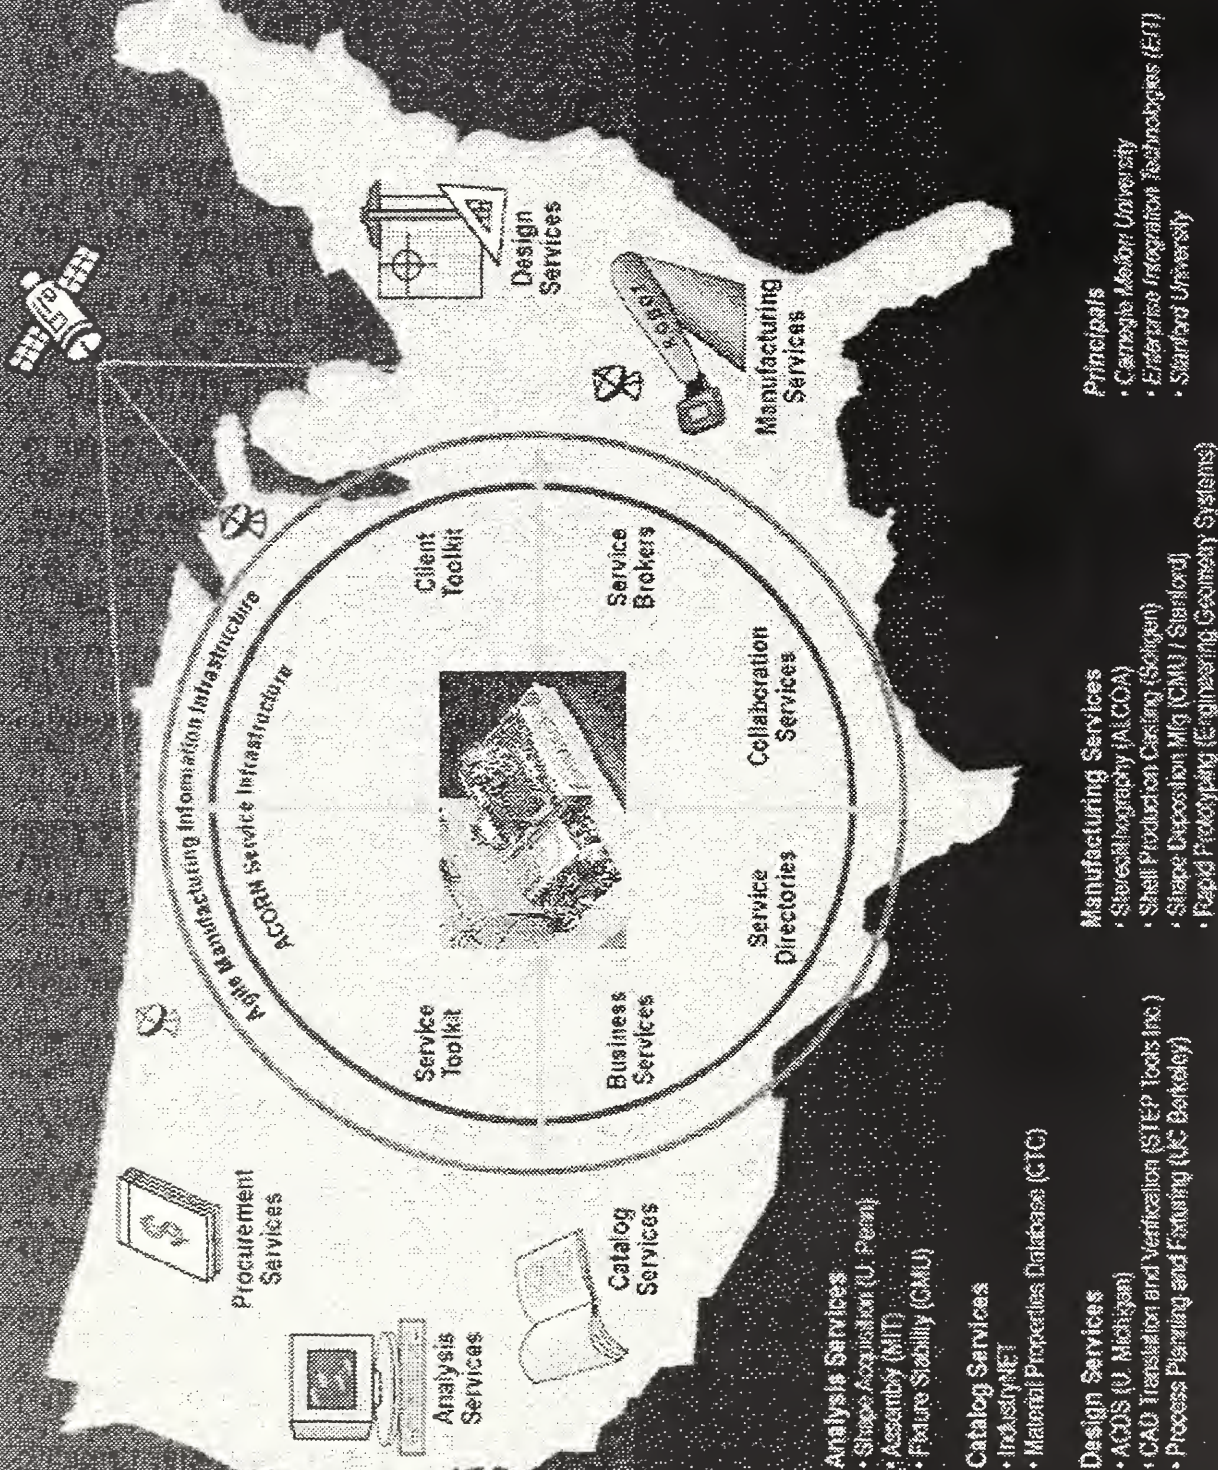 Agile Manufacturing Information Infrastructure
ACORN Service Infrastructure
Procurement
Services
Analysis
Services
Catalog
Services
Service
Toolkit
Business
Services
Service
Directories
Collaboration
Services
Client
Toolkit
Service
Brokers
Design
Services
ROBOT
Manufacturing
Services
$
Analysis Services
• Shape Acquisition (U. Penn)
• Assembly (MIT)
• Fixture Stability (CMU)
Catalog Services
• IndustryNET
• Material Properties Database (CTC)
Design Services
• ACIS (U. Michigan)
• CAD Translation and Verification (STEP Tools Inc.)
• Process Planning and Fixturing (UC Berkeley)
Manufacturing Services
• Stereolithography (ALCOA)
• Shell Production Casting (Soligen)
• Shape Deposition Mfg (CMU / Stanford)
• Rapid Prototyping (Engineering Geometry Systems)
Principals
• Carnegie Mellon University
• Enterprise Integration Technologies (EIT)
• Stanford University